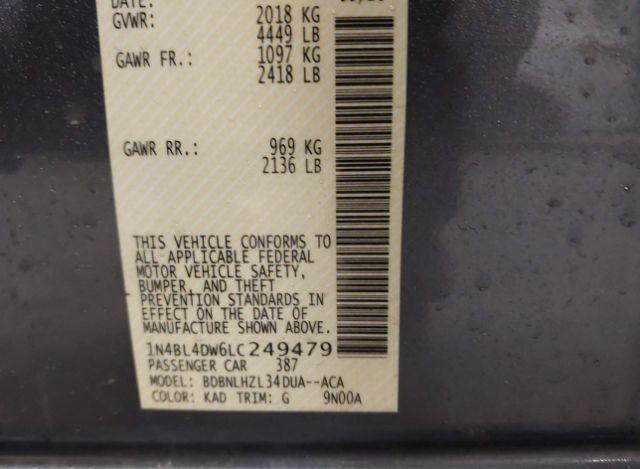 DATE:
GVWR: 2018 KG
4449 LB
GAWR FR.: 1097 KG
2418 LB
GAWR RR.: 969 KG
2136 LB
THIS VEHICLE CONFORMS TO
ALL APPLICABLE FEDERAL
MOTOR VEHICLE SAFETY,
BUMPER, AND THEFT
PREVENTION STANDARDS IN
EFFECT ON THE DATE OF
MANUFACTURE SHOWN ABOVE.
1N4BL4DW6LC249479
PASSENGER CAR 387
MODEL: BDBNLHZL34DUA--ACA
COLOR: KAD TRIM: G 9N00A